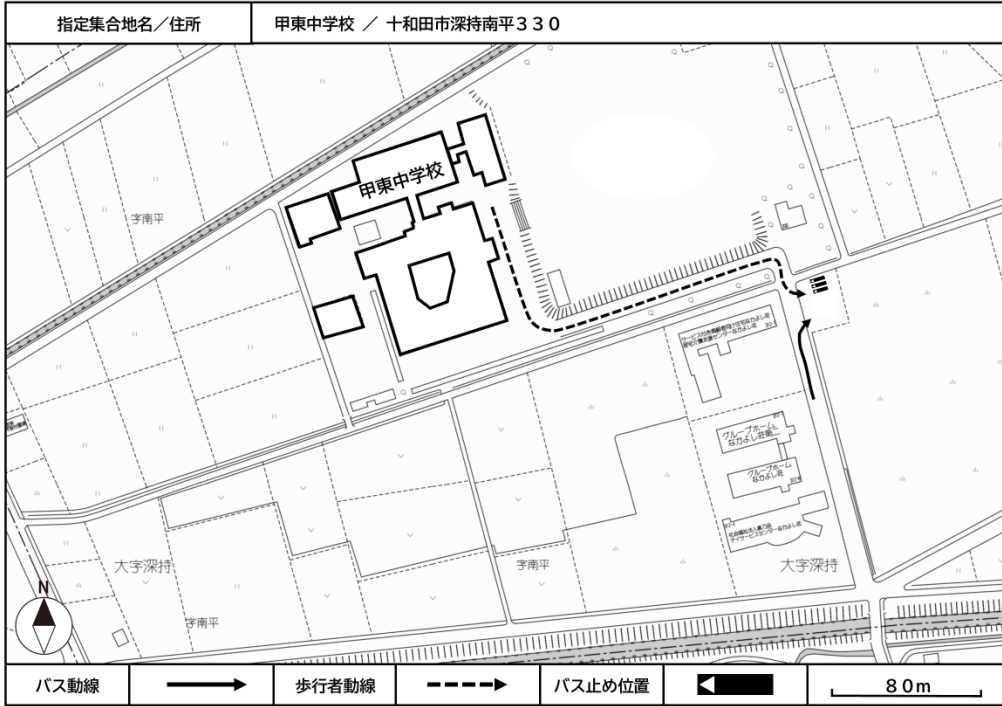 指定集合地名／住所
甲東中学校 ／ 十和田市深持南平３３０
甲東中学校
字南平
グループホーム
なかよし荘第二
グループホーム
なかよし荘
大字深持
字南平
大字深持
字南平
N
バス動線
歩行者動線
バス止め位置
８０ｍ